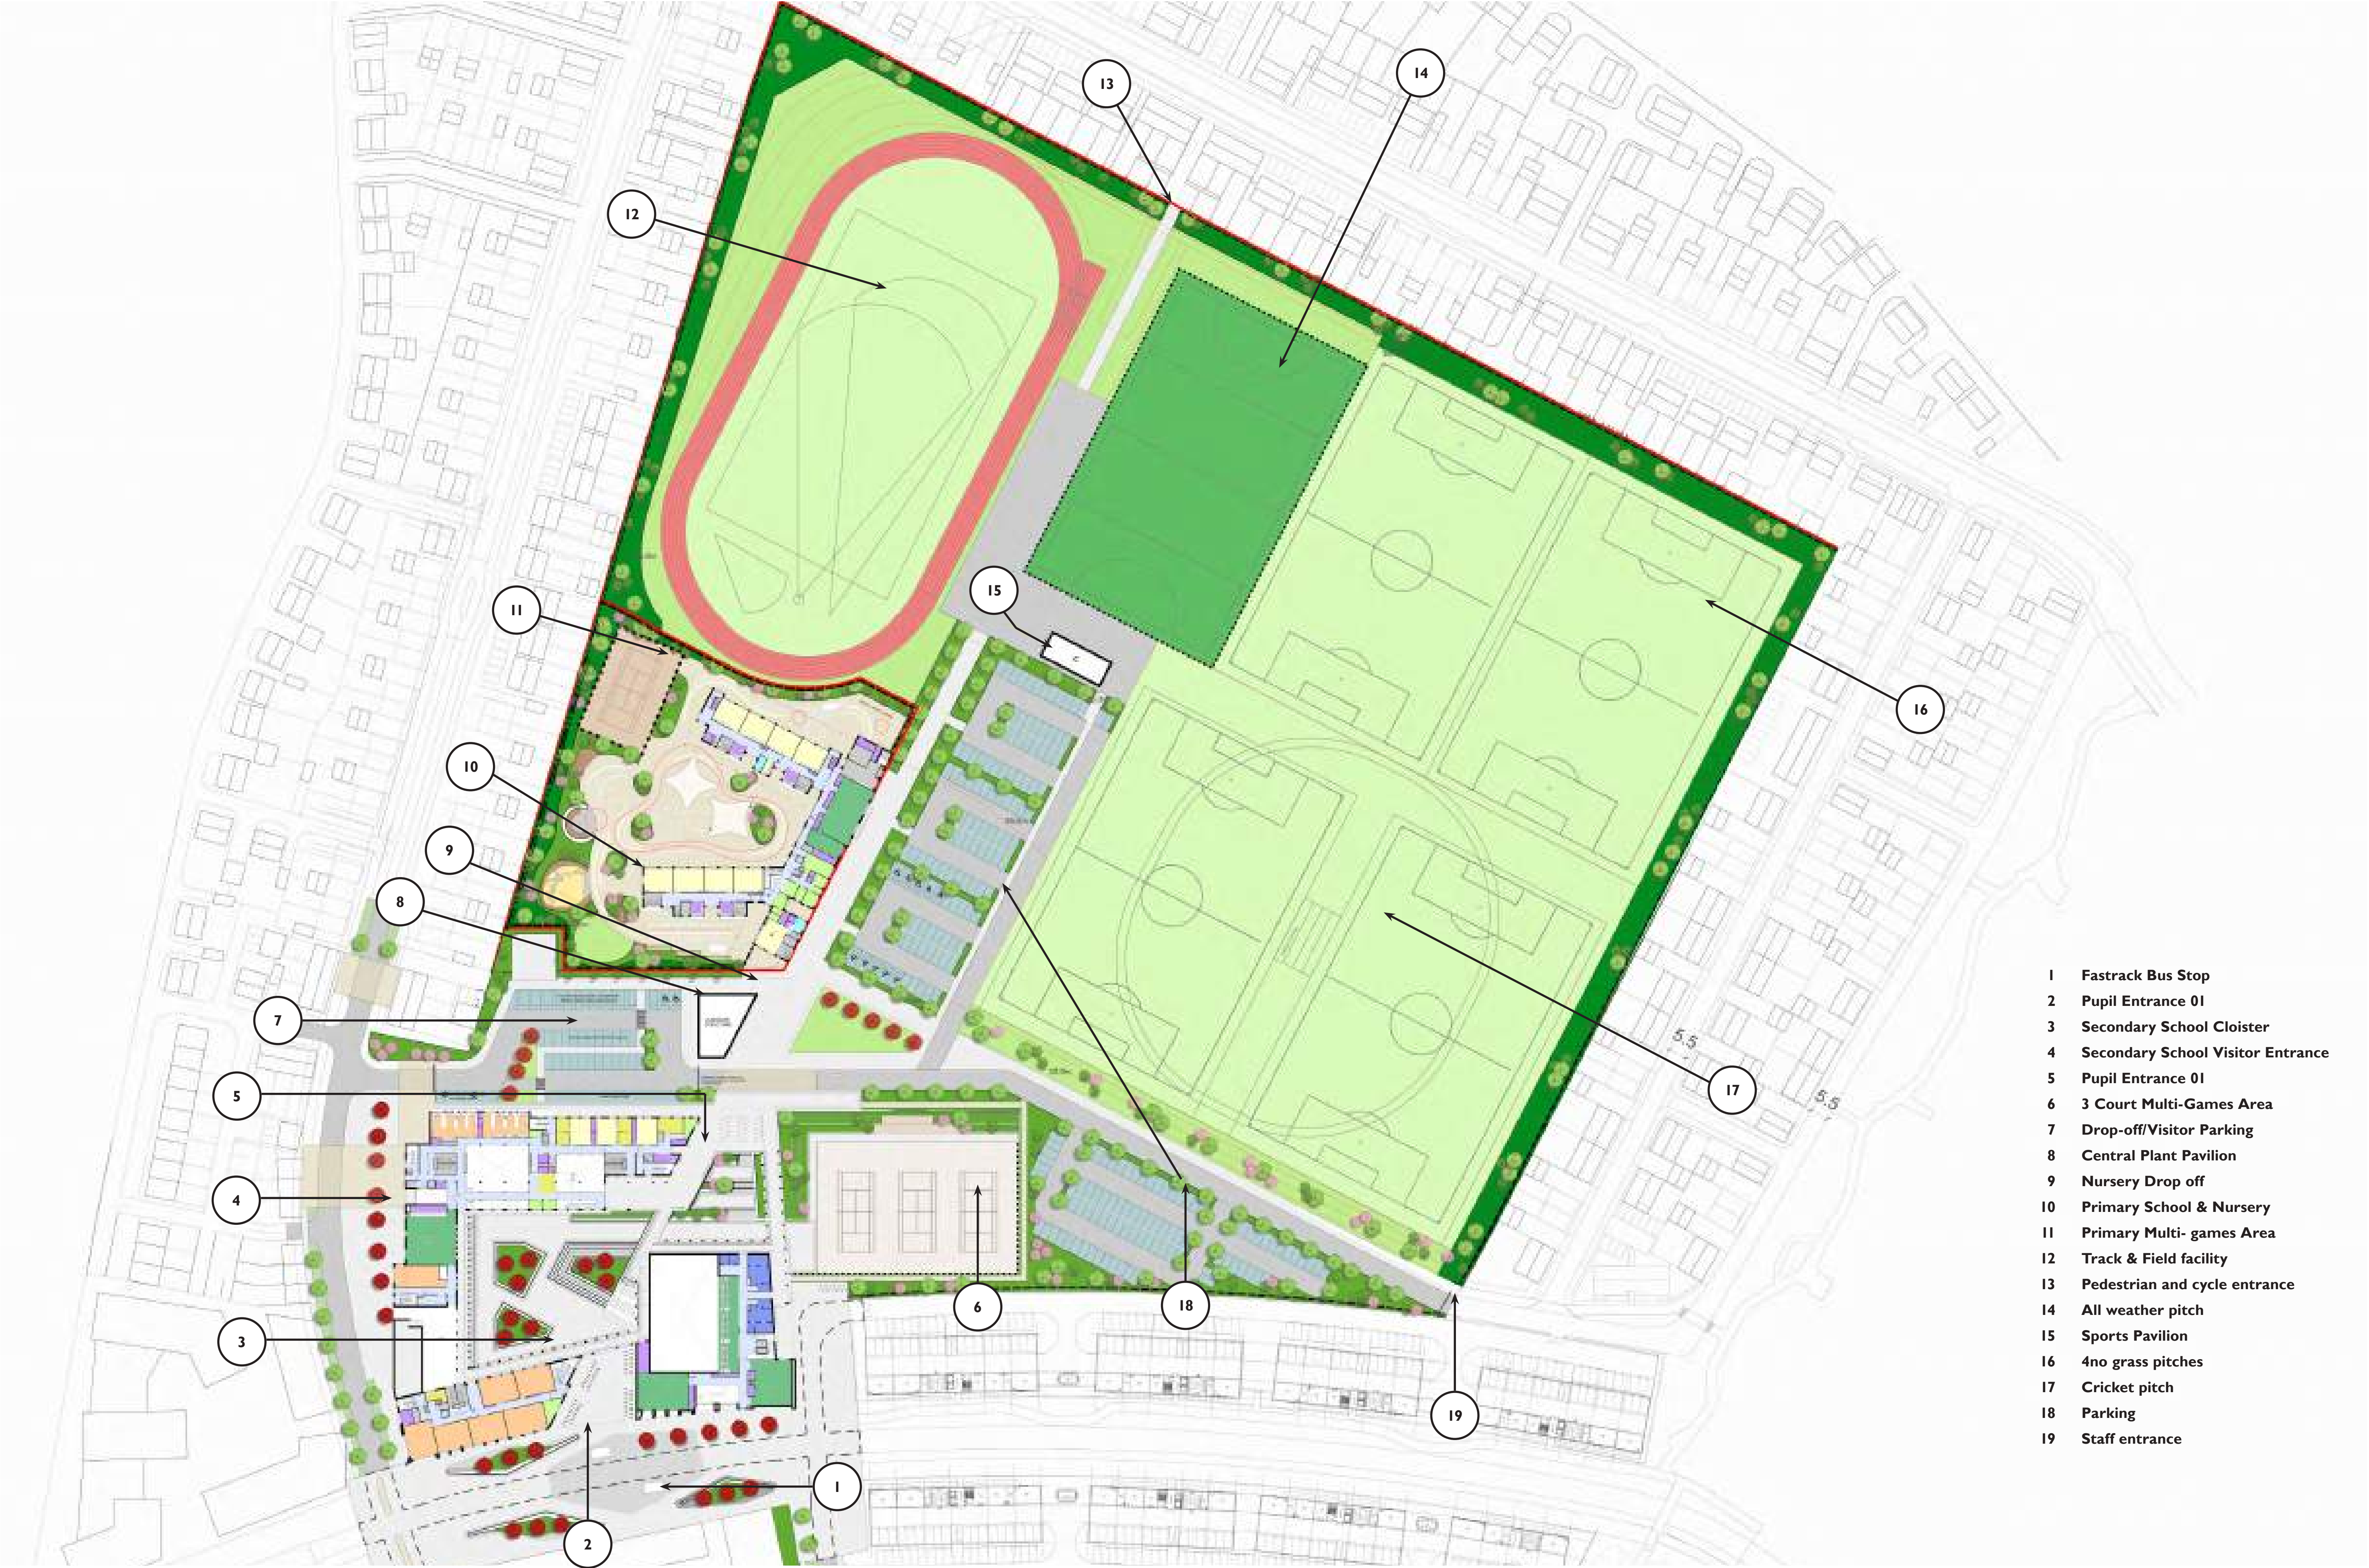 13
14
12
15
11
16
10
9
8
7
17
5
4
6
18
3
19
1
2
5.5
5.5
1 Fastrack Bus Stop
2 Pupil Entrance 01
3 Secondary School Cloister
4 Secondary School Visitor Entrance
5 Pupil Entrance 01
6 3 Court Multi-Games Area
7 Drop-off/Visitor Parking
8 Central Plant Pavilion
9 Nursery Drop off
10 Primary School & Nursery
11 Primary Multi- games Area
12 Track & Field facility
13 Pedestrian and cycle entrance
14 All weather pitch
15 Sports Pavilion
16 4no grass pitches
17 Cricket pitch
18 Parking
19 Staff entrance